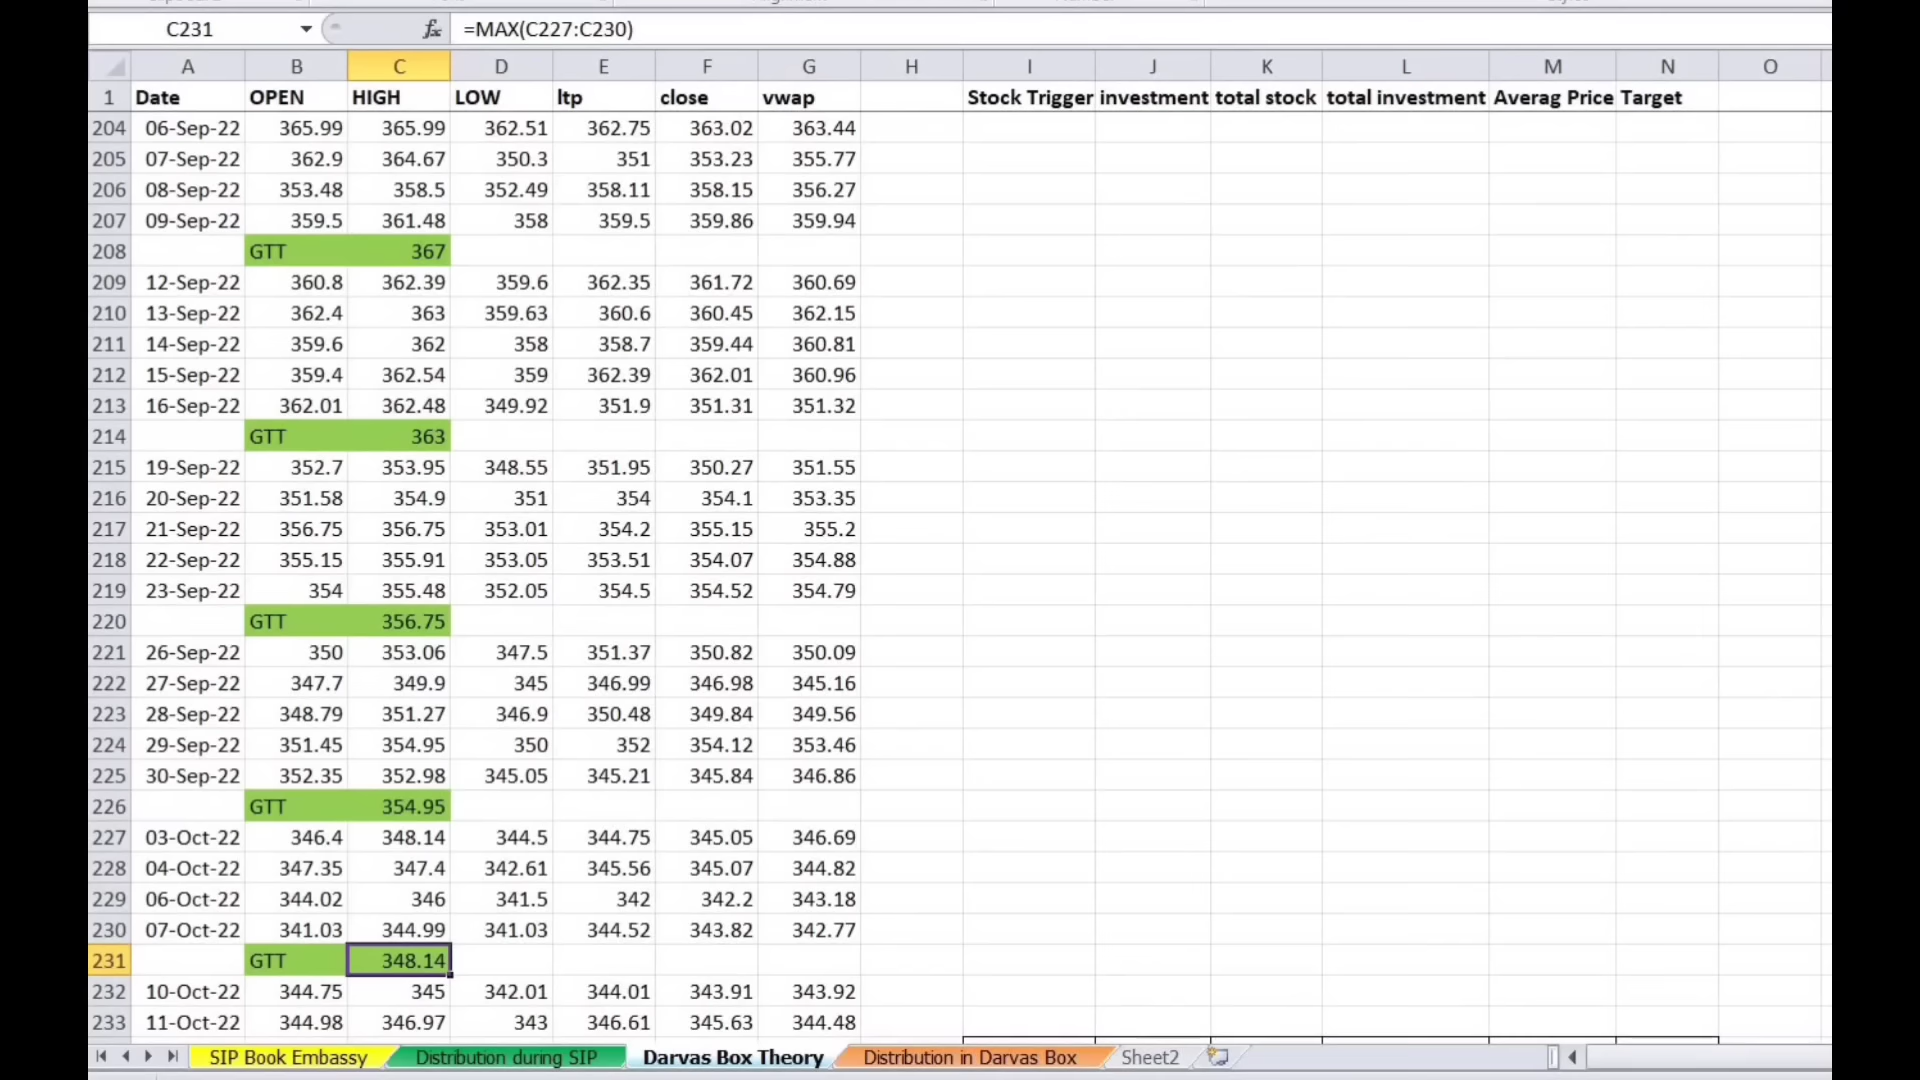 C231 fx =MAX(C227:C230)
A B C D E F G H I J K L M N O
1 Date OPEN HIGH LOW ltp close vwap Stock Trigger investment total stock total investment Averag Price Target
204 06-Sep-22 365.99 365.99 362.51 362.75 363.02 363.44
205 07-Sep-22 362.9 364.67 350.3 351 353.23 355.77
206 08-Sep-22 353.48 358.5 352.49 358.11 358.15 356.27
207 09-Sep-22 359.5 361.48 358 359.5 359.86 359.94
208 GTT 367
209 12-Sep-22 360.8 362.39 359.6 362.35 361.72 360.69
210 13-Sep-22 362.4 363 359.63 360.6 360.45 362.15
211 14-Sep-22 359.6 362 358 358.7 359.44 360.81
212 15-Sep-22 359.4 362.54 359 362.39 362.01 360.96
213 16-Sep-22 362.01 362.48 349.92 351.9 351.31 351.32
214 GTT 363
215 19-Sep-22 352.7 353.95 348.55 351.95 350.27 351.55
216 20-Sep-22 351.58 354.9 351 354 354.1 353.35
217 21-Sep-22 356.75 356.75 353.01 354.2 355.15 355.2
218 22-Sep-22 355.15 355.91 353.05 353.51 354.07 354.88
219 23-Sep-22 354 355.48 352.05 354.5 354.52 354.79
220 GTT 356.75
221 26-Sep-22 350 353.06 347.5 351.37 350.82 350.09
222 27-Sep-22 347.7 349.9 345 346.99 346.98 345.16
223 28-Sep-22 348.79 351.27 346.9 350.48 349.84 349.56
224 29-Sep-22 351.45 354.95 350 352 354.12 353.46
225 30-Sep-22 352.35 352.98 345.05 345.21 345.84 346.86
226 GTT 354.95
227 03-Oct-22 346.4 348.14 344.5 344.75 345.05 346.69
228 04-Oct-22 347.35 347.4 342.61 345.56 345.07 344.82
229 06-Oct-22 344.02 346 341.5 342 342.2 343.18
230 07-Oct-22 341.03 344.99 341.03 344.52 343.82 342.77
231 GTT 348.14
232 10-Oct-22 344.75 345 342.01 344.01 343.91 343.92
233 11-Oct-22 344.98 346.97 343 346.61 345.63 344.48
SIP Book Embassy Distribution during SIP Darvas Box Theory Distribution in Darvas Box Sheet2